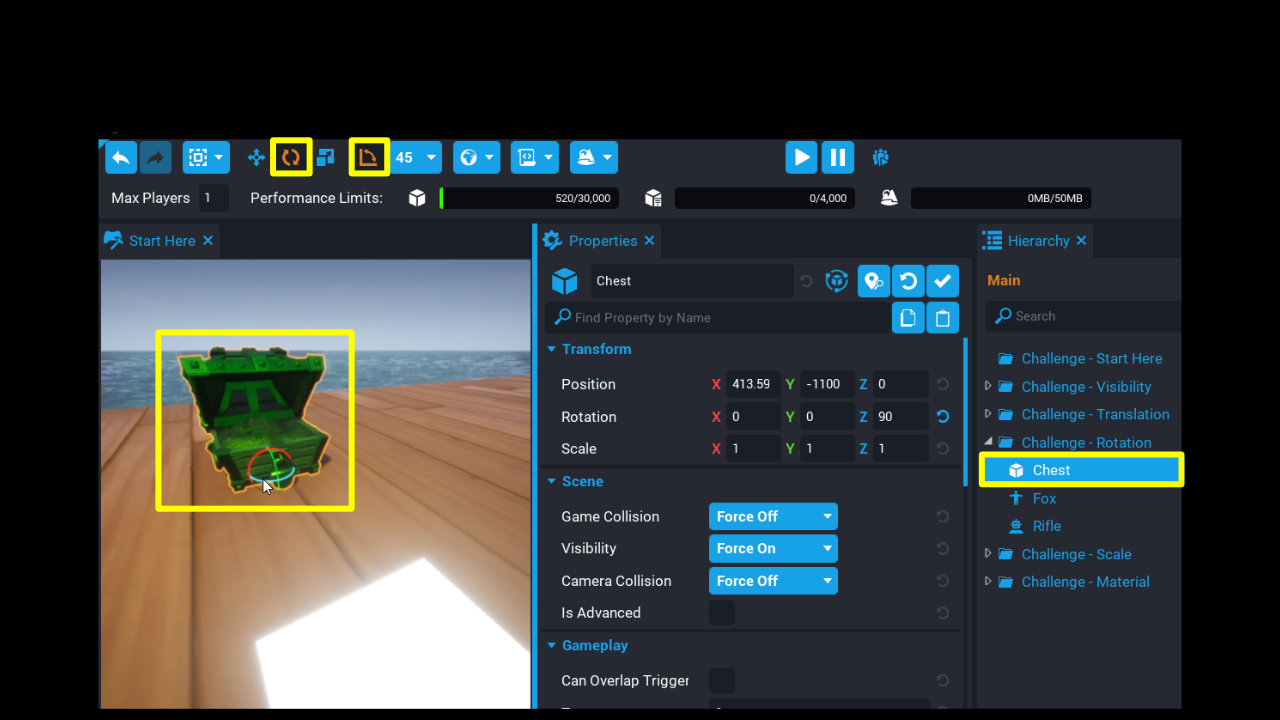 45
Max Players 1 Performance Limits: 520/30,000 0/4,000 0MB/50MB
Start Here
Properties
Hierarchy
Chest
Find Property by Name
Transform
Position X 413.59 Y -1100 Z 0
Rotation X 0 Y 0 Z 90
Scale X 1 Y 1 Z 1
Scene
Game Collision Force Off
Visibility Force On
Camera Collision Force Off
Is Advanced
Gameplay
Can Overlap Trigger
Main
Search
Challenge - Start Here
Challenge - Visibility
Challenge - Translation
Challenge - Rotation
Chest
Fox
Rifle
Challenge - Scale
Challenge - Material